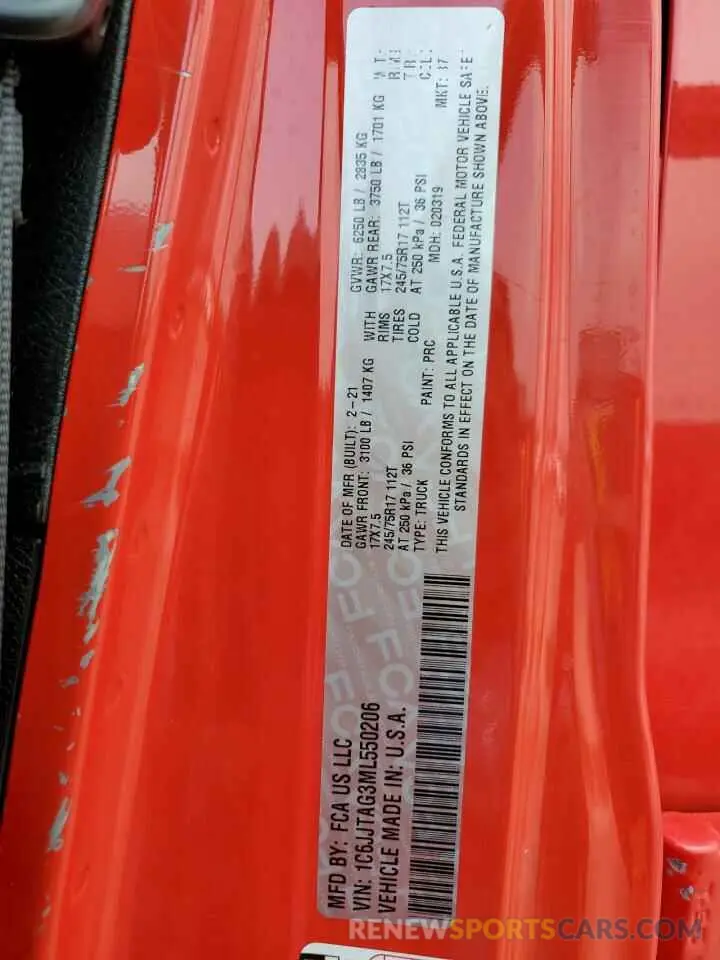 MFD BY: FCA US LLC
VIN: 1C6JJTAG3ML550206
VEHICLE MADE IN: U.S.A.
DATE OF MFR (BUILT): 2-21 GVWR: 6250 LB / 2835 KG
GAWR FRONT: 3100 LB / 1407 KG WITH GAWR REAR: 3750 LB / 1701 KG
17X7.5 RIMS 17X7.5
245/75R17 112T TIRES 245/75R17 112T
AT 250 kPa / 36 PSI COLD AT 250 kPa / 36 PSI
TYPE: TRUCK PAINT: PRC MDH: 020319 MKT:
THIS VEHICLE CONFORMS TO ALL APPLICABLE U.S.A. FEDERAL MOTOR VEHICLE
STANDARDS IN EFFECT ON THE DATE OF MANUFACTURE SHOWN ABOVE.
RENEWSPORTSCARS.COM